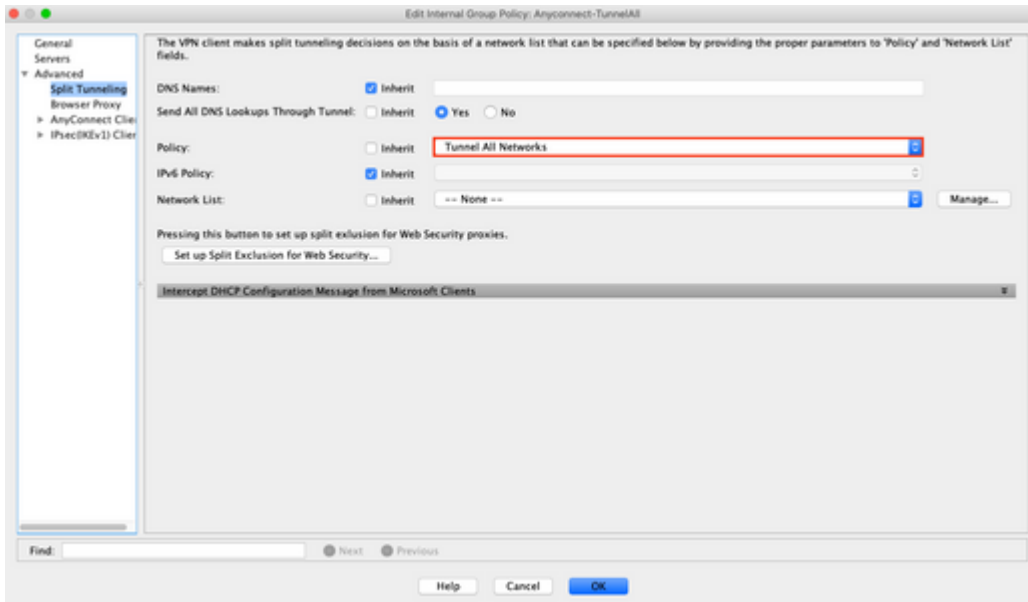 Edit Internal Group Policy: Anyconnect-TunnelAll
General
Servers
Advanced
Split Tunneling
Browser Proxy
AnyConnect Clie
IPsec(IKEv1) Clier
The VPN client makes split tunneling decisions on the basis of a network list that can be specified below by providing the proper parameters to 'Policy' and 'Network List'
fields.
DNS Names: Inherit
Send All DNS Lookups Through Tunnel: Inherit Yes No
Policy: Inherit Tunnel All Networks
IPv6 Policy: Inherit
Network List: Inherit -- None -- Manage...
Pressing this button to set up split exlusion for Web Security proxies.
Set up Split Exclusion for Web Security...
Intercept DHCP Configuration Message from Microsoft Clients
Find: Next Previous
Help Cancel OK